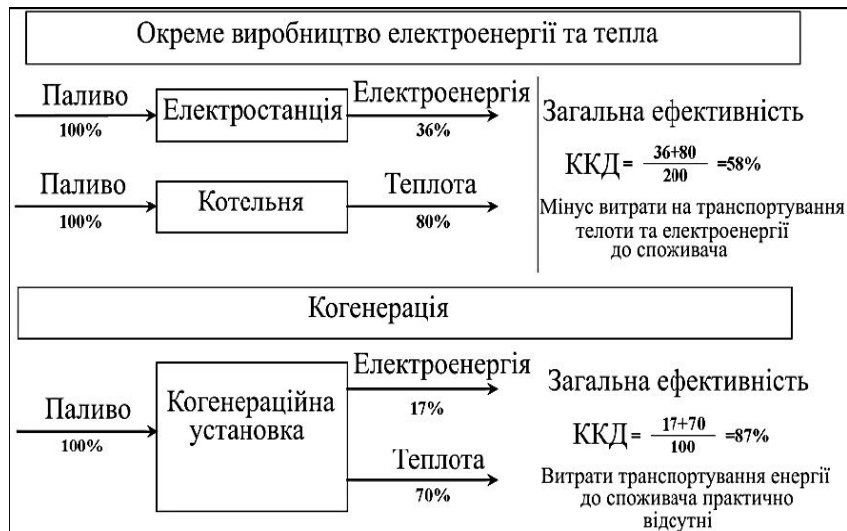 Окреме виробництво електроенергії та тепла
Паливо
100%
Електростанція
Електроенергія
36%
Паливо
100%
Котельня
Теплота
80%
Загальна ефективність
ККД = 36+80 / 200 =58%
Мінус витрати на транспортування
телоти та електроенергії
до споживача
Когенерація
Паливо
100%
Когенераційна
установка
Електроенергія
17%
Теплота
70%
Загальна ефективність
ККД = 17+70 / 100 =87%
Витрати транспортування енергії
до споживача практично
відсутні